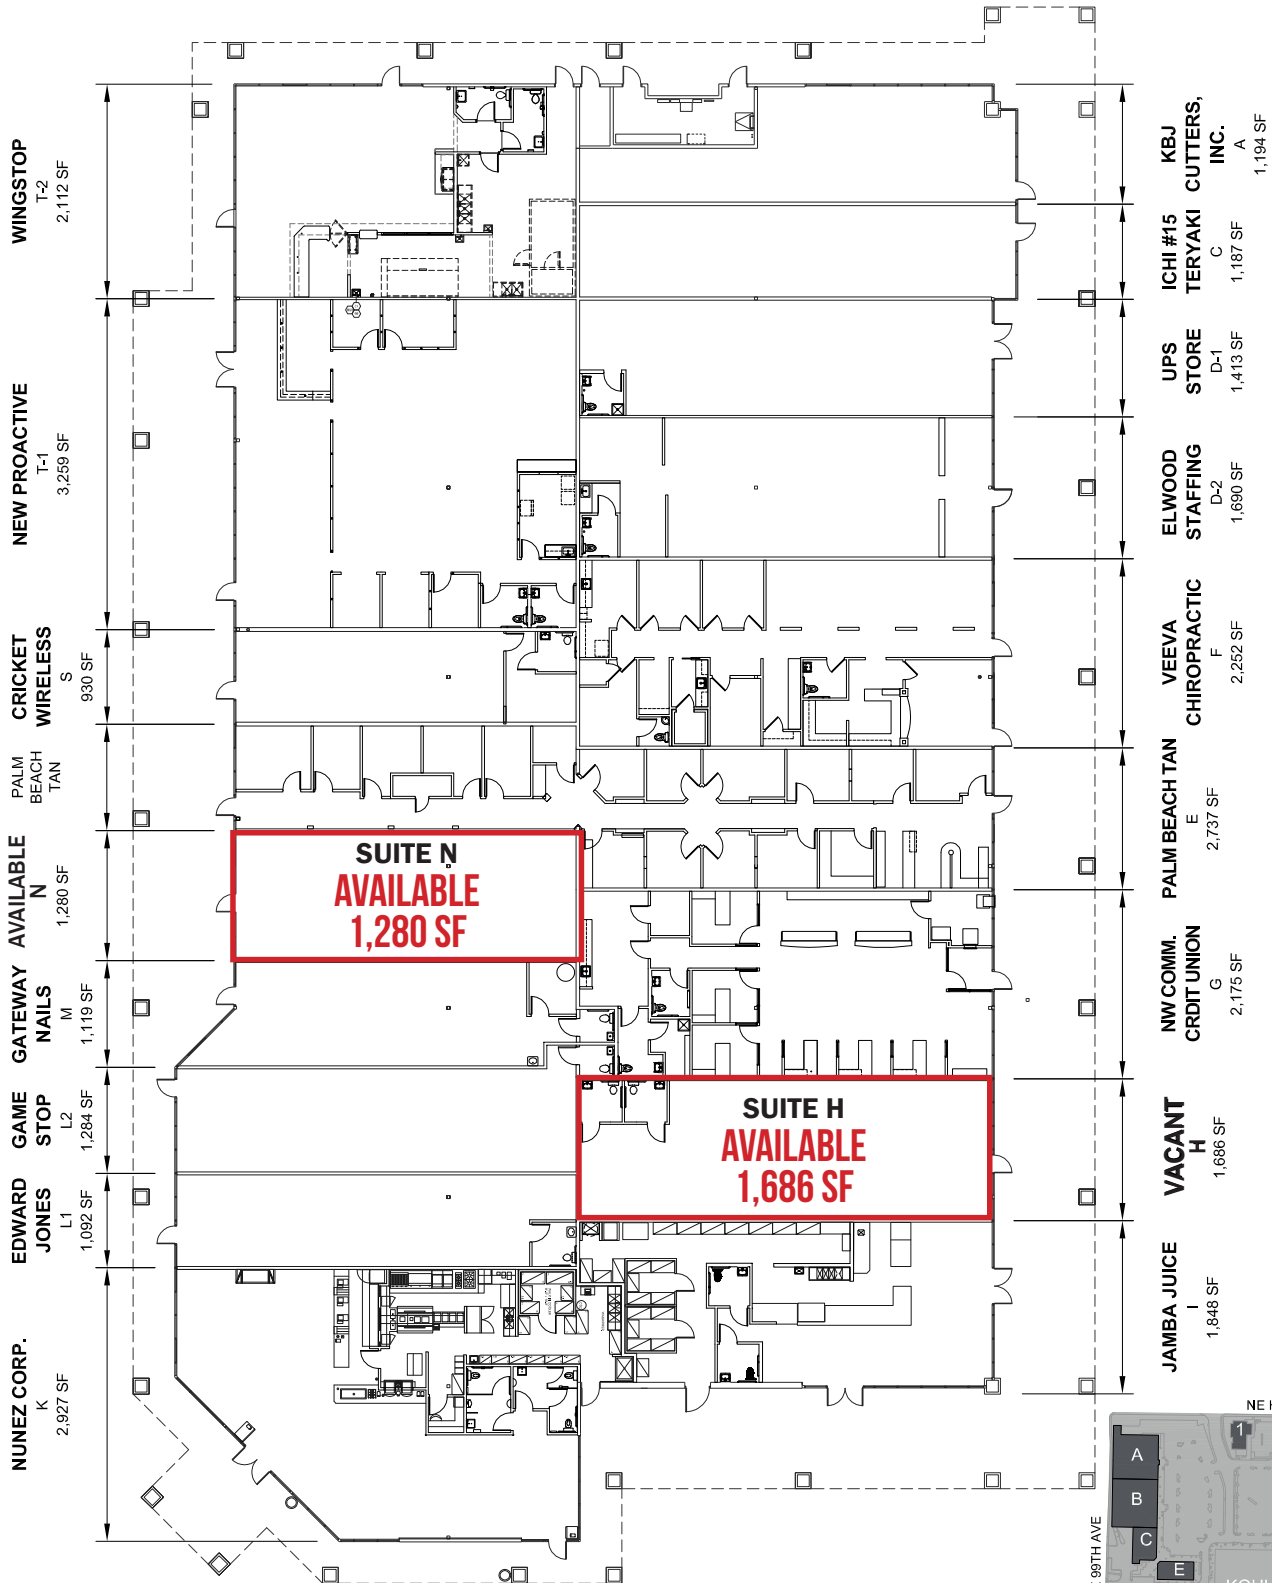 WINGSTOP
T-2
2,112 SF
NEW PROACTIVE
T-1
3,259 SF
CRICKET
WIRELESS
S
930 SF
PALM
BEACH
TAN
AVAILABLE
N
1,280 SF
GATEWAY
NAILS
M
1,119 SF
GAME
STOP
L2
1,284 SF
EDWARD
JONES
L1
1,092 SF
NUNEZ CORP.
K
2,927 SF
SUITE N
AVAILABLE
1,280 SF
SUITE H
AVAILABLE
1,686 SF
KBJ
CUTTERS,
INC.
A
1,194 SF
ICHI #15
TERYAKI
C
1,187 SF
UPS
STORE
D-1
1,413 SF
ELWOOD
STAFFING
D-2
1,690 SF
VEEVA
CHIROPRACTIC
F
2,252 SF
PALM BEACH TAN
E
2,737 SF
NW COMM.
CRDIT UNION
G
2,175 SF
VACANT
H
1,686 SF
JAMBA JUICE
I
1,848 SF
NE
1
A
B
C
E
99TH AVE